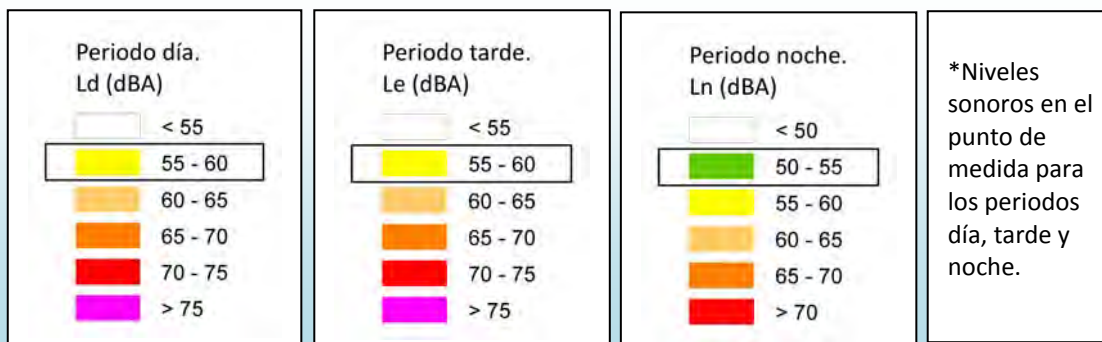 Periodo día.
Ld (dBA)
< 55
55 - 60
60 - 65
65 - 70
70 - 75
> 75
Periodo tarde.
Le (dBA)
< 55
55 - 60
60 - 65
65 - 70
70 - 75
> 75
Periodo noche.
Ln (dBA)
< 50
50 - 55
55 - 60
60 - 65
65 - 70
> 70
*Niveles
sonoros en el
punto de
medida para
los periodos
día, tarde y
noche.